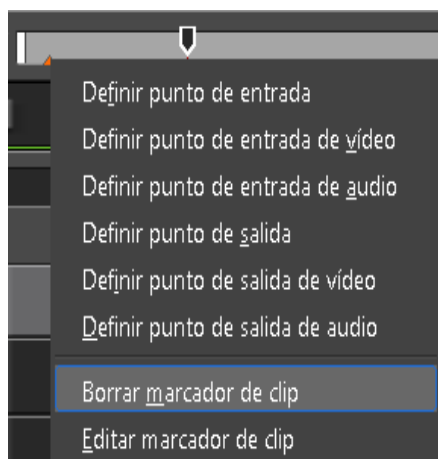 Definir punto de entrada
Definir punto de entrada de vídeo
Definir punto de entrada de audio
Definir punto de salida
Definir punto de salida de vídeo
Definir punto de salida de audio
Borrar marcador de clip
Editar marcador de clip